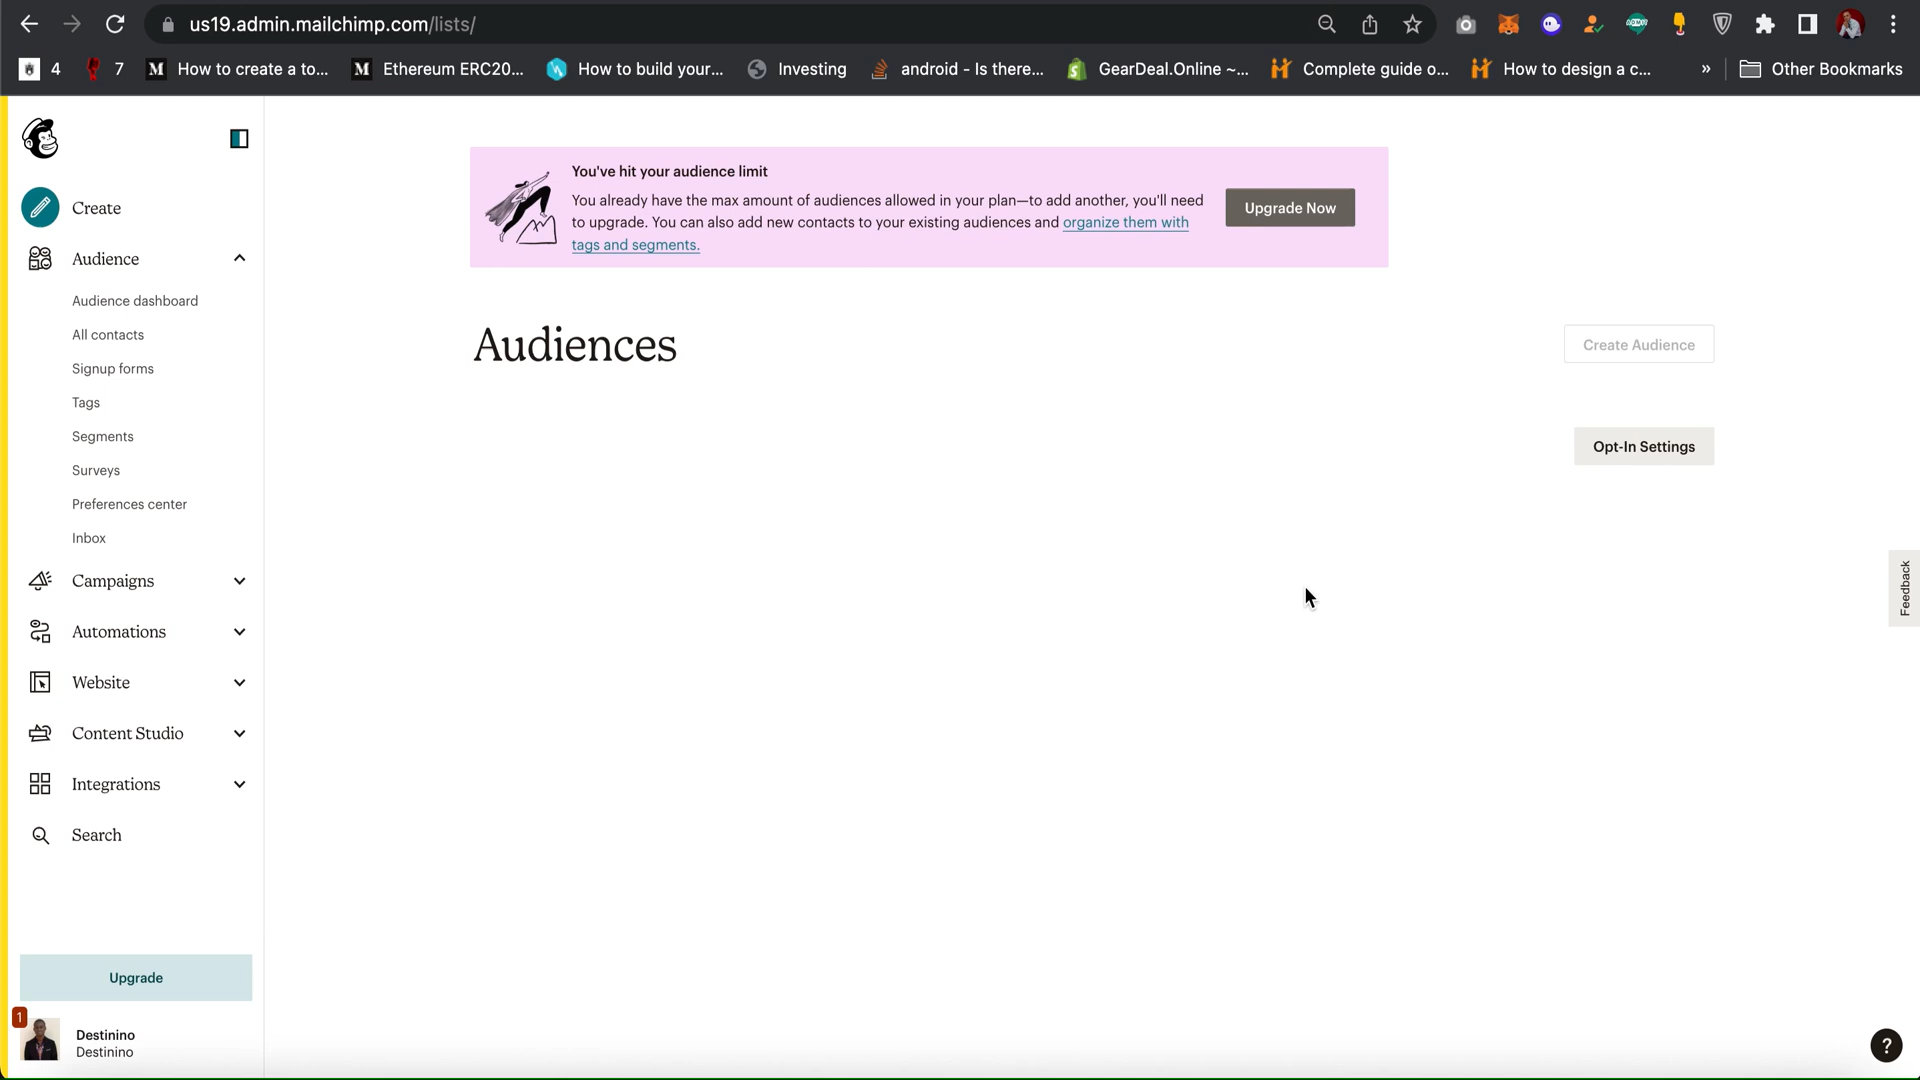 us19.admin.mailchimp.com/lists/
4
7
How to create a to...
Ethereum ERC20...
How to build your...
Investing
android - Is there...
GearDeal.Online ~...
Complete guide o...
How to design a c...
»
Other Bookmarks
Create
Audience
Audience dashboard
All contacts
Signup forms
Tags
Segments
Surveys
Preferences center
Inbox
Campaigns
Automations
Website
Content Studio
Integrations
Search
Upgrade
1
Destinino
Destinino
You've hit your audience limit
You already have the max amount of audiences allowed in your plan—to add another, you'll need
to upgrade. You can also add new contacts to your existing audiences and organize them with
tags and segments.
Upgrade Now
Audiences
Create Audience
Opt-In Settings
Feedback
?